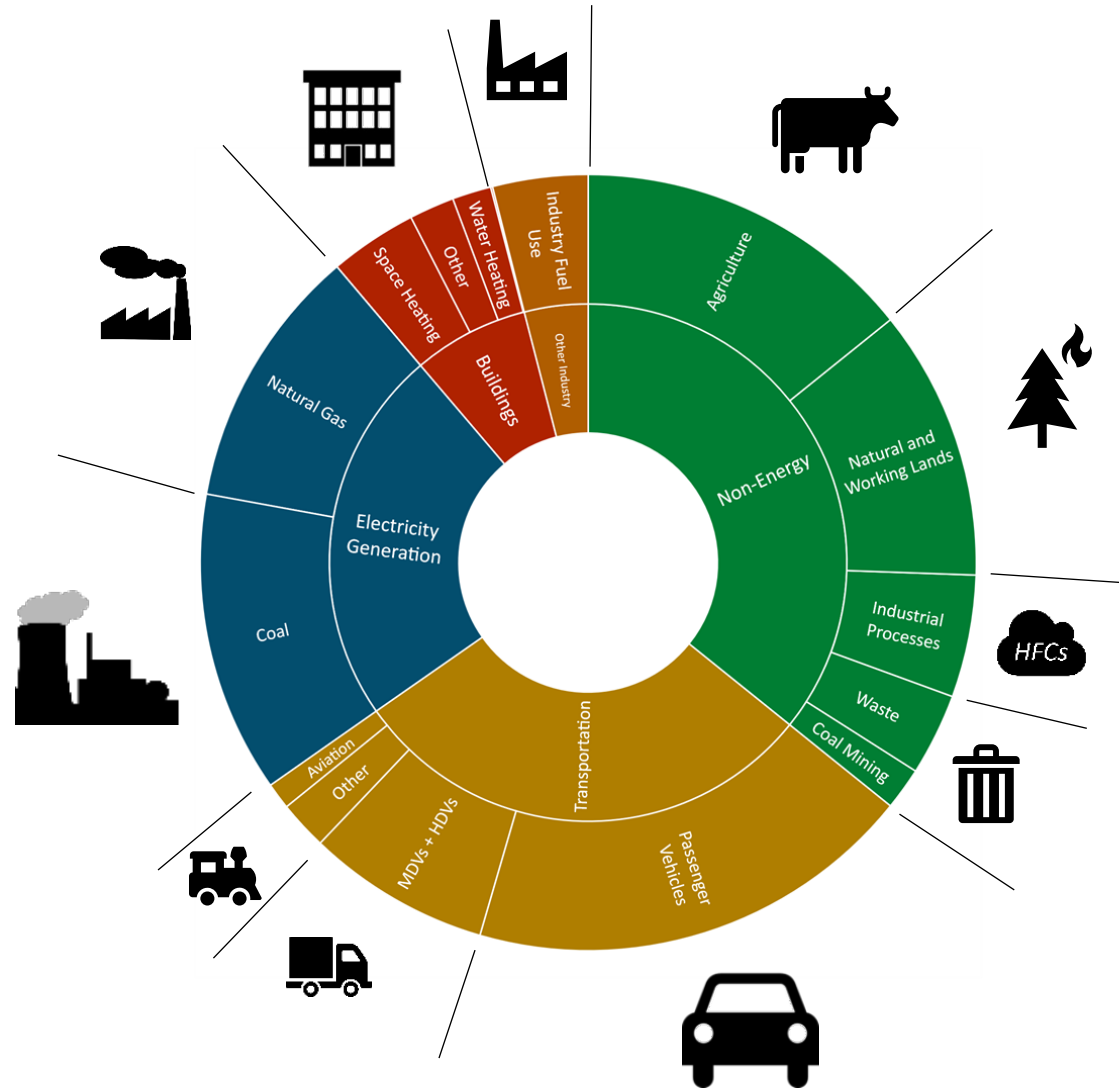 Industry Fuel
Use
Water Heating
Other
Space Heating
Agriculture
Other Industry
Buildings
Natural Gas
Natural and
Working Lands
Non-Energy
Electricity
Generation
Coal
Industrial
Processes
HFCs
Waste
Coal Mining
Transportation
Aviation
Other
MDVs + HDVs
Passenger
Vehicles